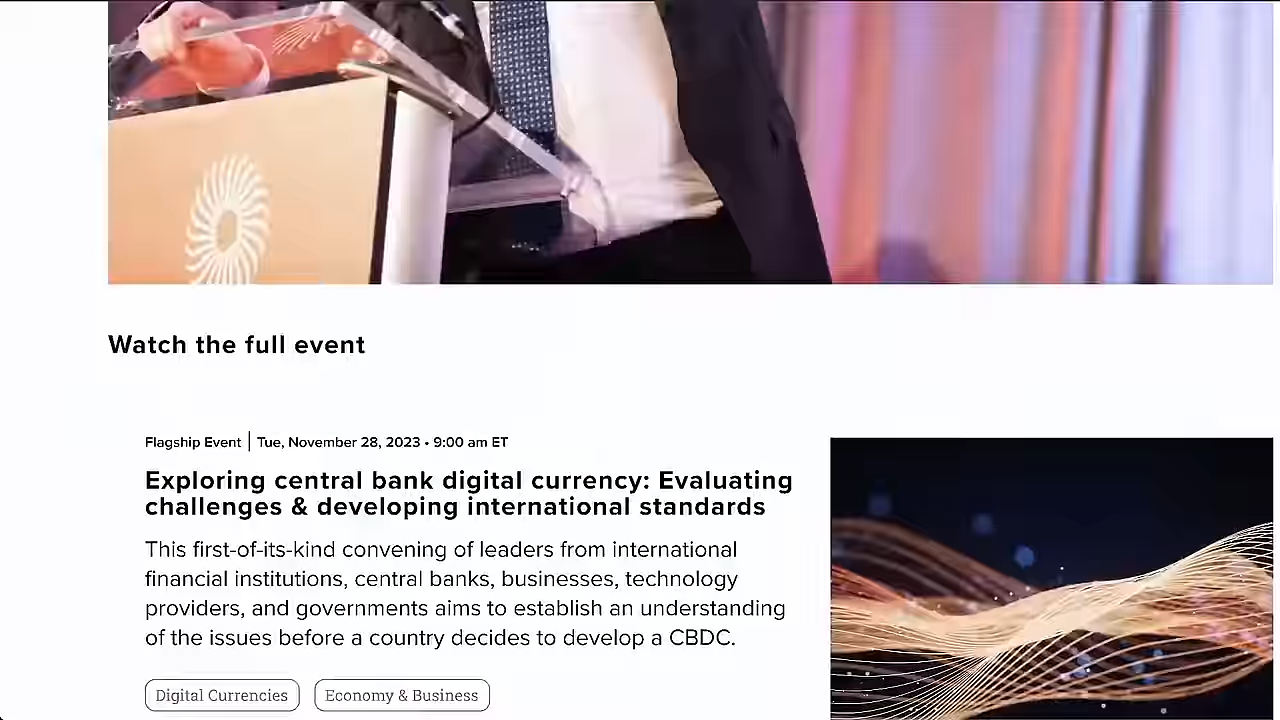 Watch the full event
Flagship Event | Tue, November 28, 2023 • 9:00 am ET
Exploring central bank digital currency: Evaluating
challenges & developing international standards
This first-of-its-kind convening of leaders from international
financial institutions, central banks, businesses, technology
providers, and governments aims to establish an understanding
of the issues before a country decides to develop a CBDC.
Digital Currencies
Economy & Business